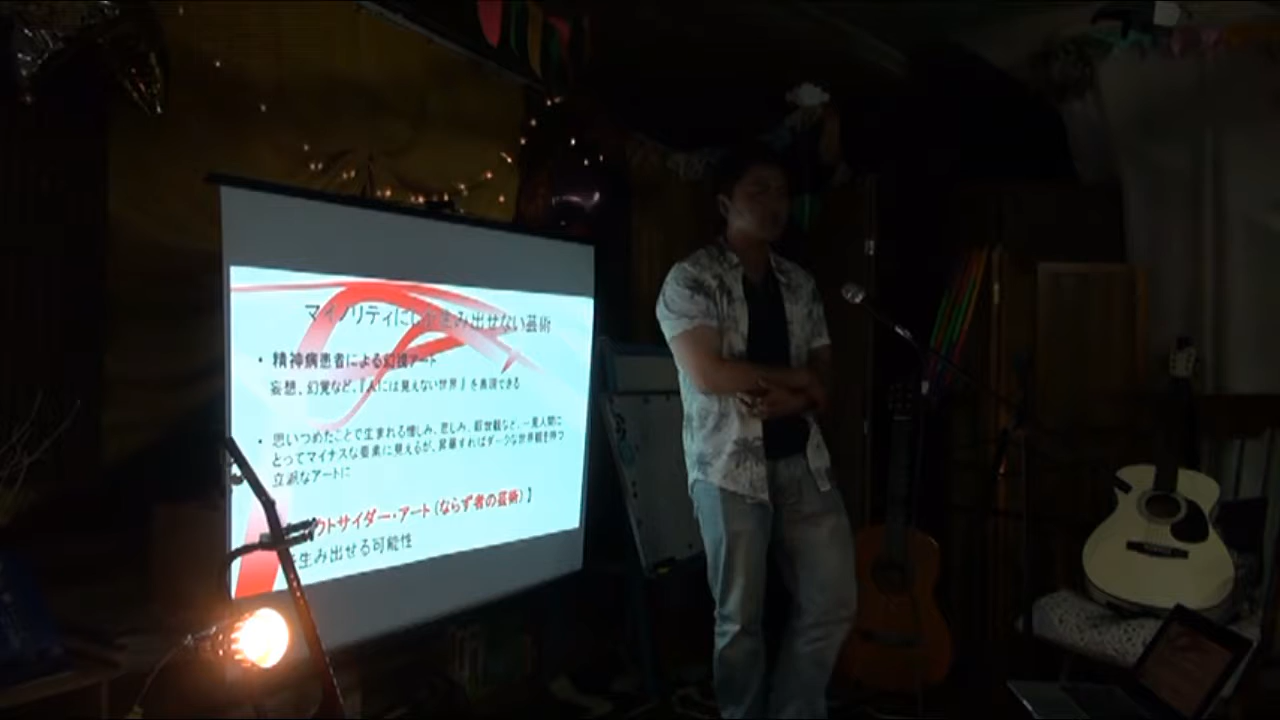 マイノリティにしか生み出せない芸術
• 精神病患者による幻視アート
妄想、幻覚など、『人には見えない世界』を表現できる
• 思いつめたことで生まれる憎しみ、悲しみ、厭世観など、一見人間に
とってマイナスな要素に見えるが、昇華すればダークな世界観を持つ
立派なアートに
ウトサイダー・アート(ならず者の芸術)】
を生み出せる可能性